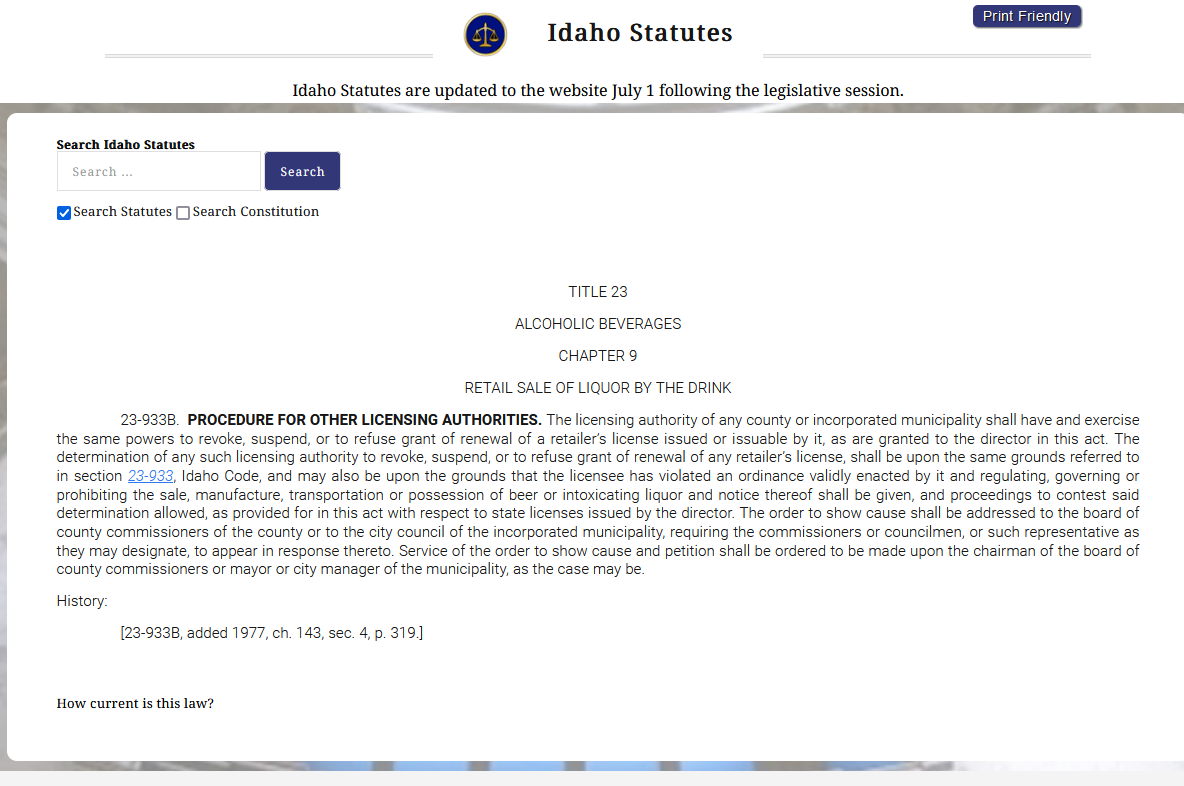 Idaho Statutes
Print Friendly
Idaho Statutes are updated to the website July 1 following the legislative session.
Search Idaho Statutes
Search ...
Search
Search Statutes
Search Constitution
TITLE 23
ALCOHOLIC BEVERAGES
CHAPTER 9
RETAIL SALE OF LIQUOR BY THE DRINK
23-933B. PROCEDURE FOR OTHER LICENSING AUTHORITIES. The licensing authority of any county or incorporated municipality shall have and exercise
the same powers to revoke, suspend, or to refuse grant of renewal of a retailer's license issued or issuable by it, as are granted to the director in this act. The
determination of any such licensing authority to revoke, suspend, or to refuse grant of renewal of any retailer's license, shall be upon the same grounds referred to
in section 23-933, Idaho Code, and may also be upon the grounds that the licensee has violated an ordinance validly enacted by it and regulating, governing or
prohibiting the sale, manufacture, transportation or possession of beer or intoxicating liquor and notice thereof shall be given, and proceedings to contest said
determination allowed, as provided for in this act with respect to state licenses issued by the director. The order to show cause shall be addressed to the board of
county commissioners of the county or to the city council of the incorporated municipality, requiring the commissioners or councilmen, or such representative as
they may designate, to appear in response thereto. Service of the order to show cause and petition shall be ordered to be made upon the chairman of the board of
county commissioners or mayor or city manager of the municipality, as the case may be.
History:
[23-933B, added 1977, ch. 143, sec. 4, p. 319.]
How current is this law?